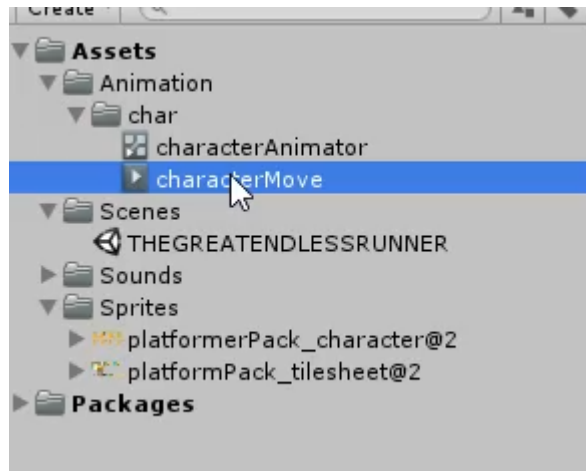 Create
Assets
Animation
char
characterAnimator
characterMove
Scenes
THEGREATENDLESSRUNNER
Sounds
Sprites
platformerPack_character@2
platformPack_tilesheet@2
Packages